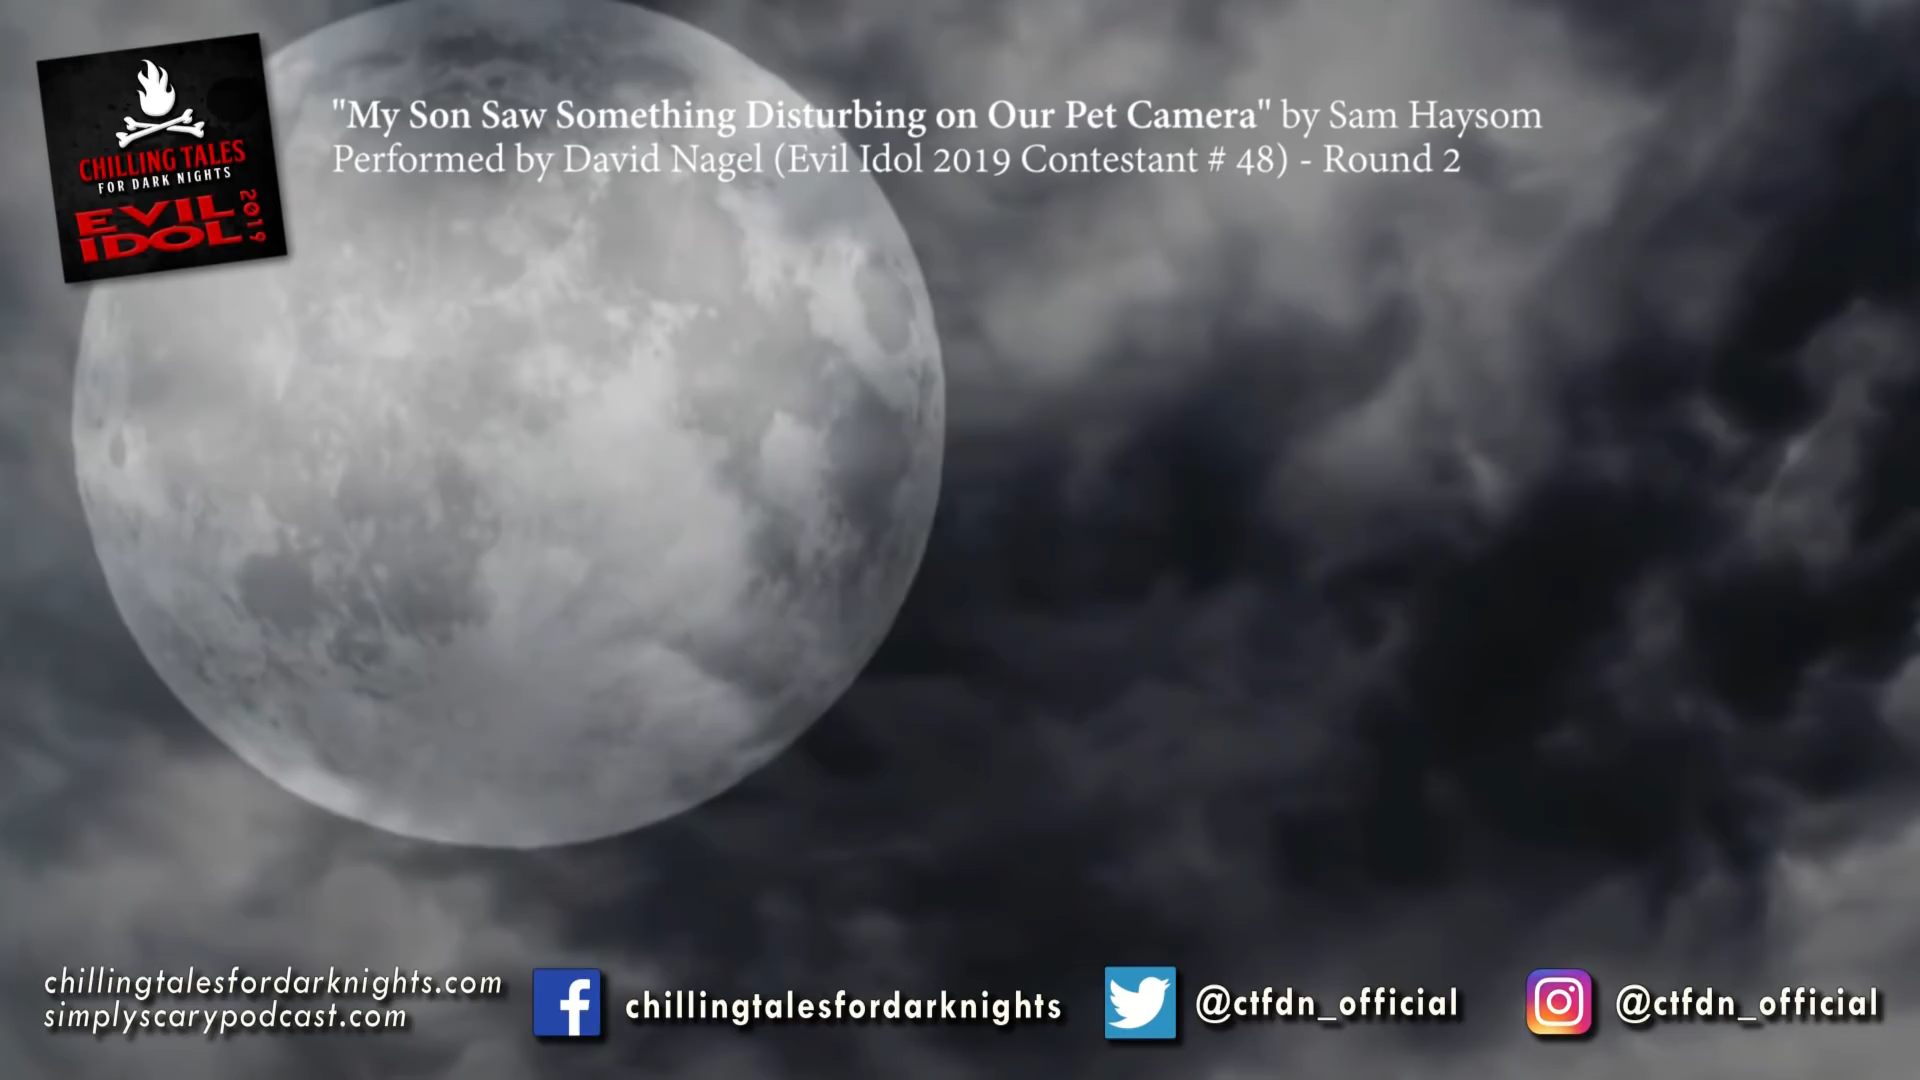 CHILLING TALES
FOR DARK NIGHTS
EVIL
IDOL
2019
"My Son Saw Something Disturbing on Our Pet Camera" by Sam Haysom
Performed by David Nagel (Evil Idol 2019 Contestant # 48) - Round 2
chillingtalesfordarknights.com
simplyscarypodcast.com
chillingtalesfordarknights
@ctfdn_official
@ctfdn_official